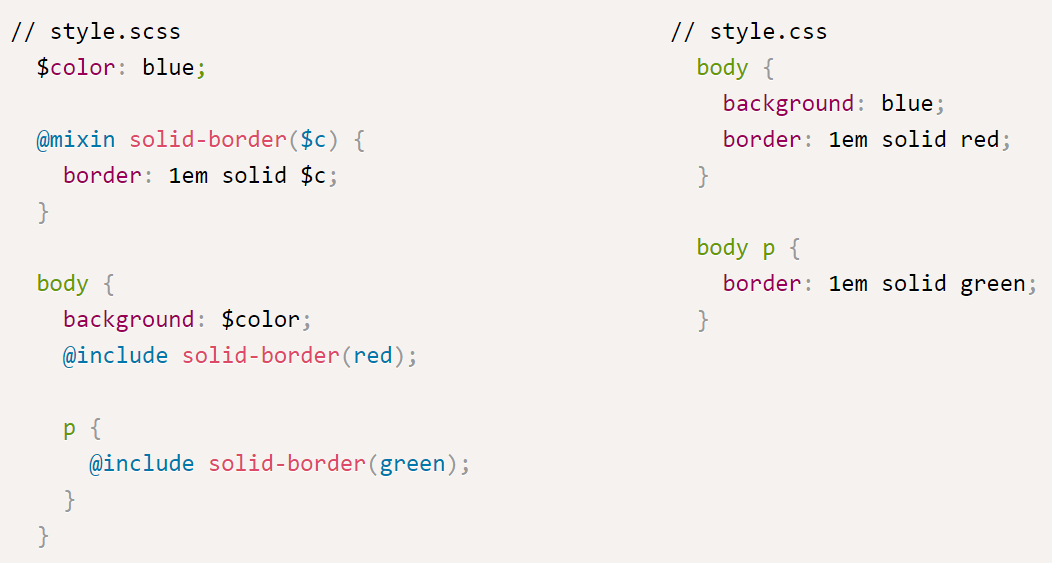 // style.scss
$color: blue;
@mixin solid-border($c) {
border: 1em solid $c;
}
body {
background: $color;
@include solid-border(red);
p {
@include solid-border(green);
}
}
// style.css
body {
background: blue;
border: 1em solid red;
}
body p {
border: 1em solid green;
}